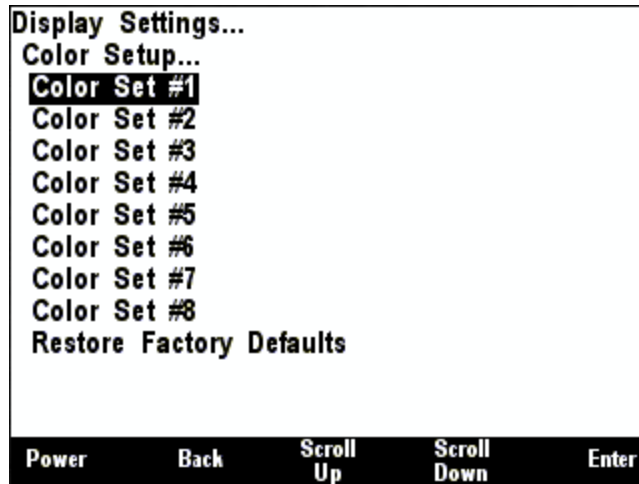 Display Settings...
Color Setup...
Color Set #1
Color Set #2
Color Set #3
Color Set #4
Color Set #5
Color Set #6
Color Set #7
Color Set #8
Restore Factory Defaults
Power Back Scroll Up Scroll Down Enter